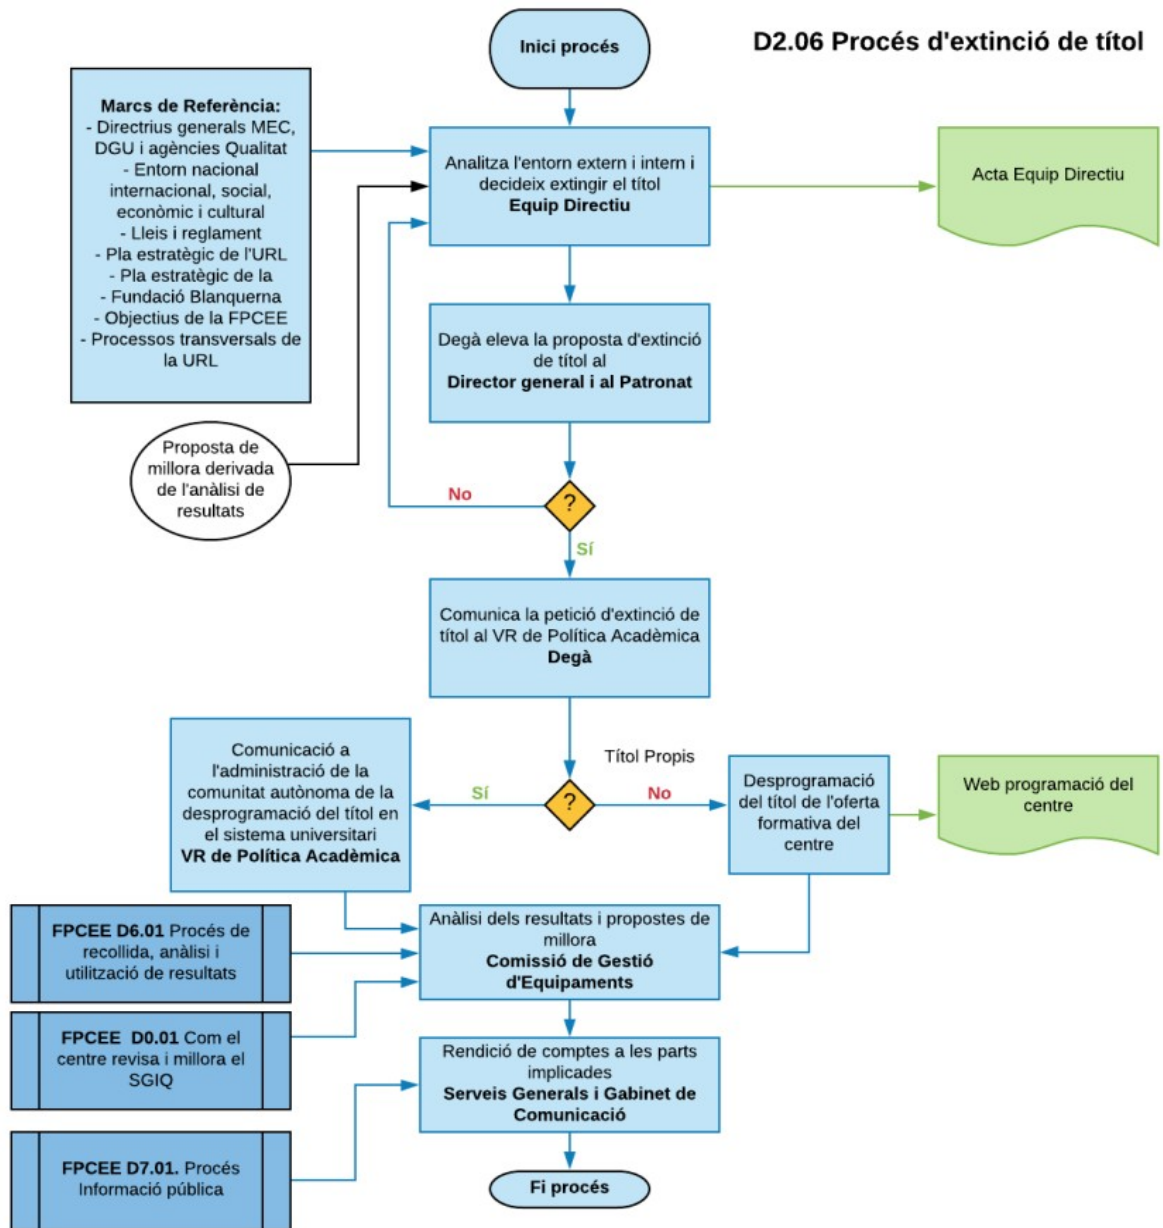 Inici procés
D2.06 Procés d'extinció de títol
Marcs de Referència:
- Directrius generals MEC,
DGU i agències Qualitat
- Entorn nacional
internacional, social,
econòmic i cultural
- Lleis i reglament
- Pla estratègic de l'URL
- Pla estratègic de la
- Fundació Blanquerna
- Objectius de la FPCEE
- Processos transversals de
la URL
Analitza l'entorn extern i intern i
decideix extingir el títol
Equip Directiu
Acta Equip Directiu
Degà eleva la proposta d'extinció
de títol al
Director general i al Patronat
Proposta de
millora derivada
de l'anàlisi de
resultats
No
?
Sí
Comunica la petició d'extinció de
títol al VR de Política Acadèmica
Degà
Comunicació a
l'administració de la
comunitat autònoma de la
desprogramació del títol en
el sistema universitari
VR de Política Acadèmica
Sí
?
Títol Propis
No
Desprogramació
del títol de l'oferta
formativa del
centre
Web programació del
centre
FPCEE D6.01 Procés de
recollida, anàlisi i
utilització de resultats
Anàlisi dels resultats i propostes de
millora
Comissió de Gestió
d'Equipaments
FPCEE  D0.01 Com el
centre revisa i millora el
SGIQ
Rendició de comptes a les parts
implicades
Serveis Generals i Gabinet de
Comunicació
FPCEE D7.01. Procés
Informació pública
Fi procés